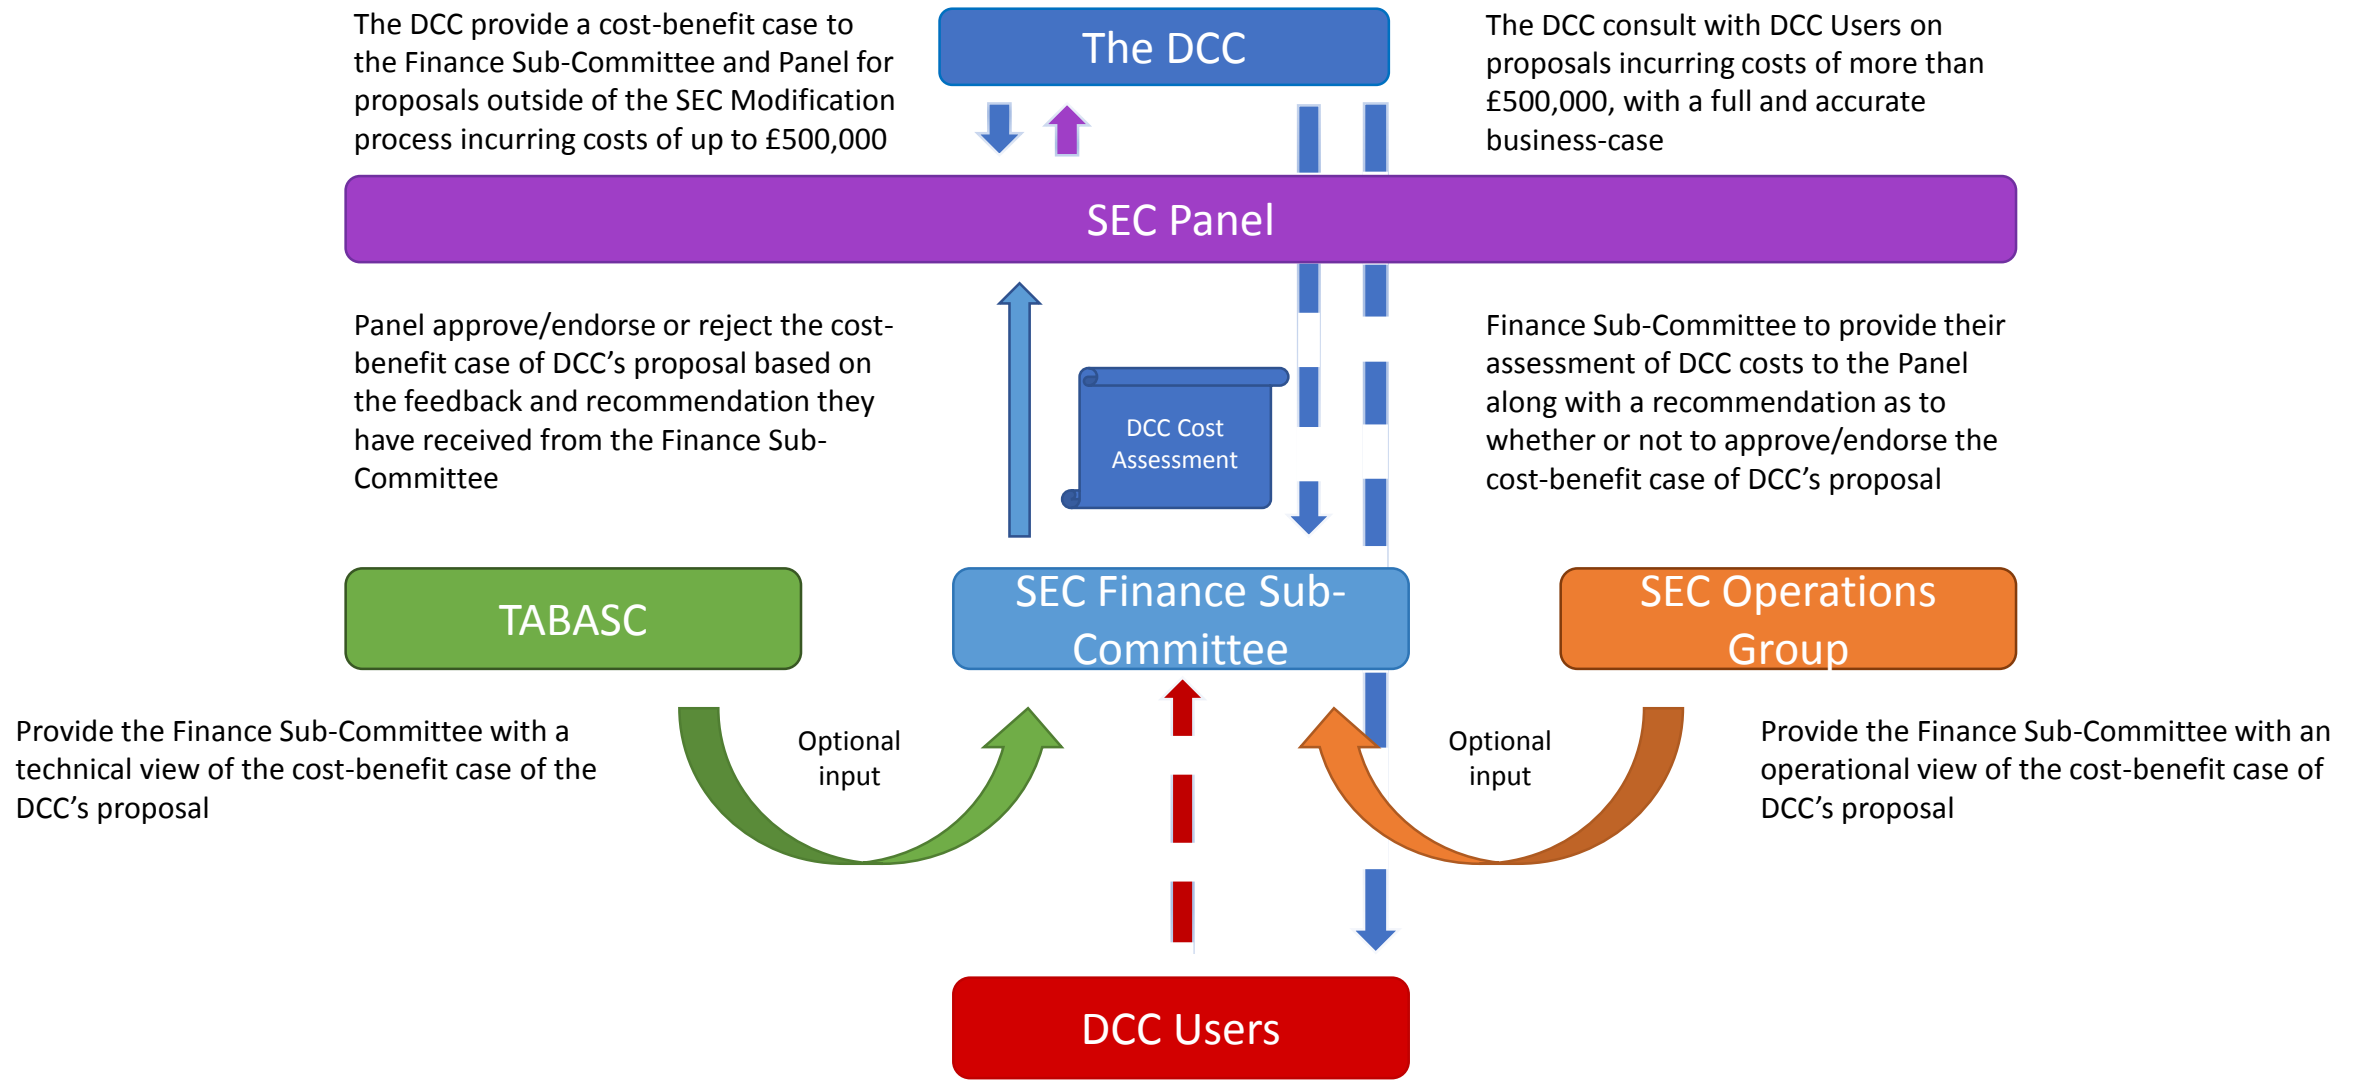 The DCC provide a cost-benefit case to
the Finance Sub-Committee and Panel for
proposals outside of the SEC Modification
process incurring costs of up to £500,000
The DCC
The DCC consult with DCC Users on
proposals incurring costs of more than
£500,000, with a full and accurate
business-case
SEC Panel
Panel approve/endorse or reject the cost-
benefit case of DCC’s proposal based on
the feedback and recommendation they
have received from the Finance Sub-
Committee
DCC Cost
Assessment
Finance Sub-Committee to provide their
assessment of DCC costs to the Panel
along with a recommendation as to
whether or not to approve/endorse the
cost-benefit case of DCC’s proposal
TABASC
SEC Finance Sub-
Committee
SEC Operations
Group
Provide the Finance Sub-Committee with a
technical view of the cost-benefit case of the
DCC’s proposal
Optional
input
Optional
input
Provide the Finance Sub-Committee with an
operational view of the cost-benefit case of
DCC’s proposal
DCC Users